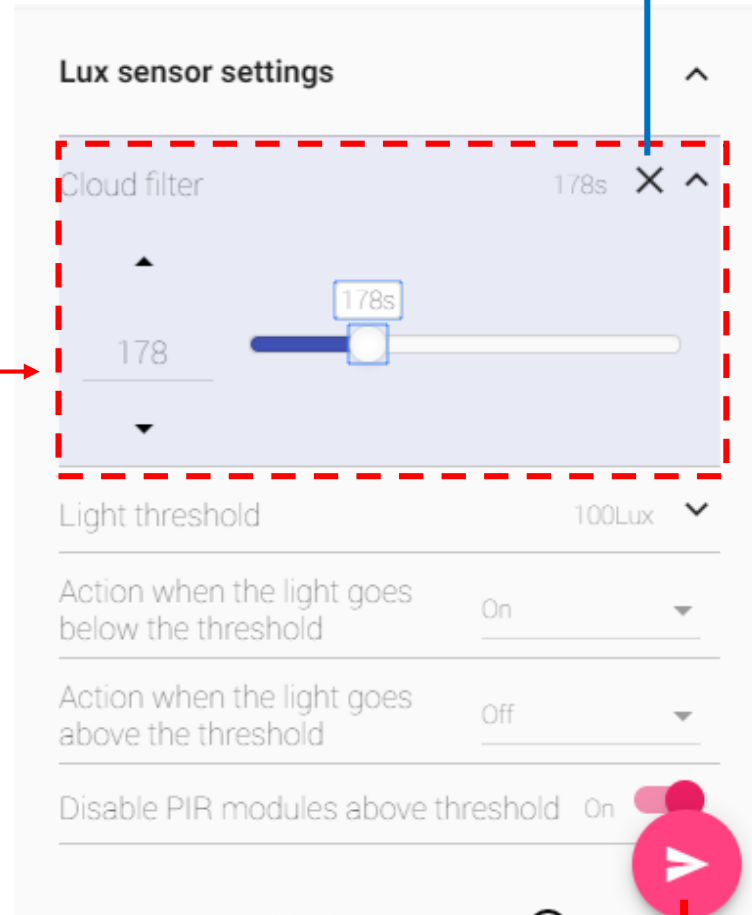 Lux sensor settings
Cloud filter 178s
178s
178
Light threshold 100Lux
Action when the light goes
below the threshold
On
Action when the light goes
above the threshold
Off
Disable PIR modules above threshold On